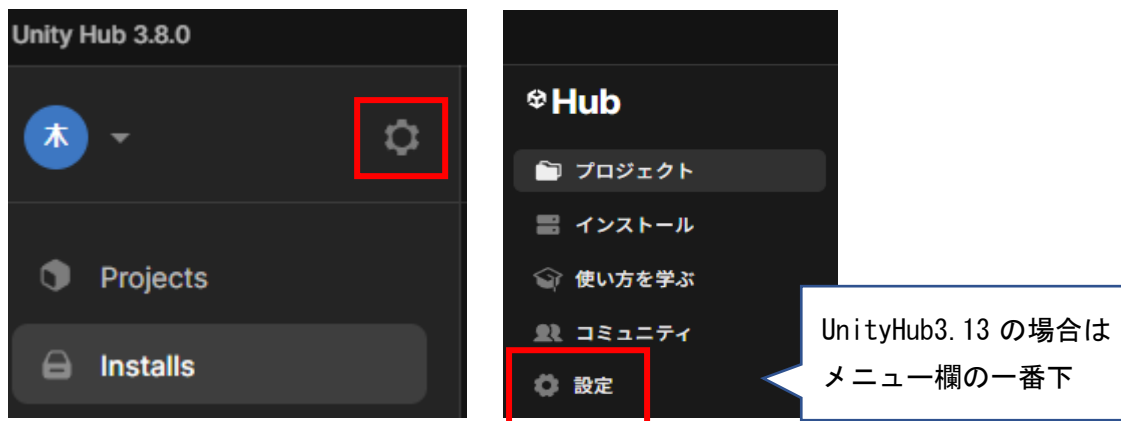 Unity Hub 3.8.0
木
Projects
Installs
Hub
プロジェクト
インストール
使い方を学ぶ
コミュニティ
設定
UnityHub3.13 の場合は
メニュー欄の一番下